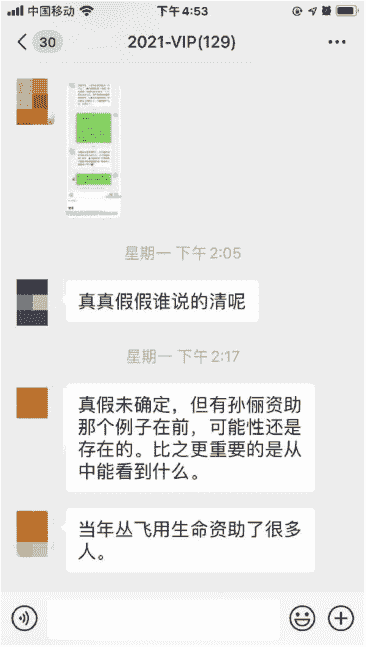 中国移动
下午4:53
30
2021-VIP(129)
星期一 下午 2:05
真真假假谁说的清呢
星期一 下午 2:17
真假未确定，但有孙俪资助
那个例子在前，可能性还是
存在的。比之更重要的是从
中能看到什么。
当年丛飞用生命资助了很多
人。